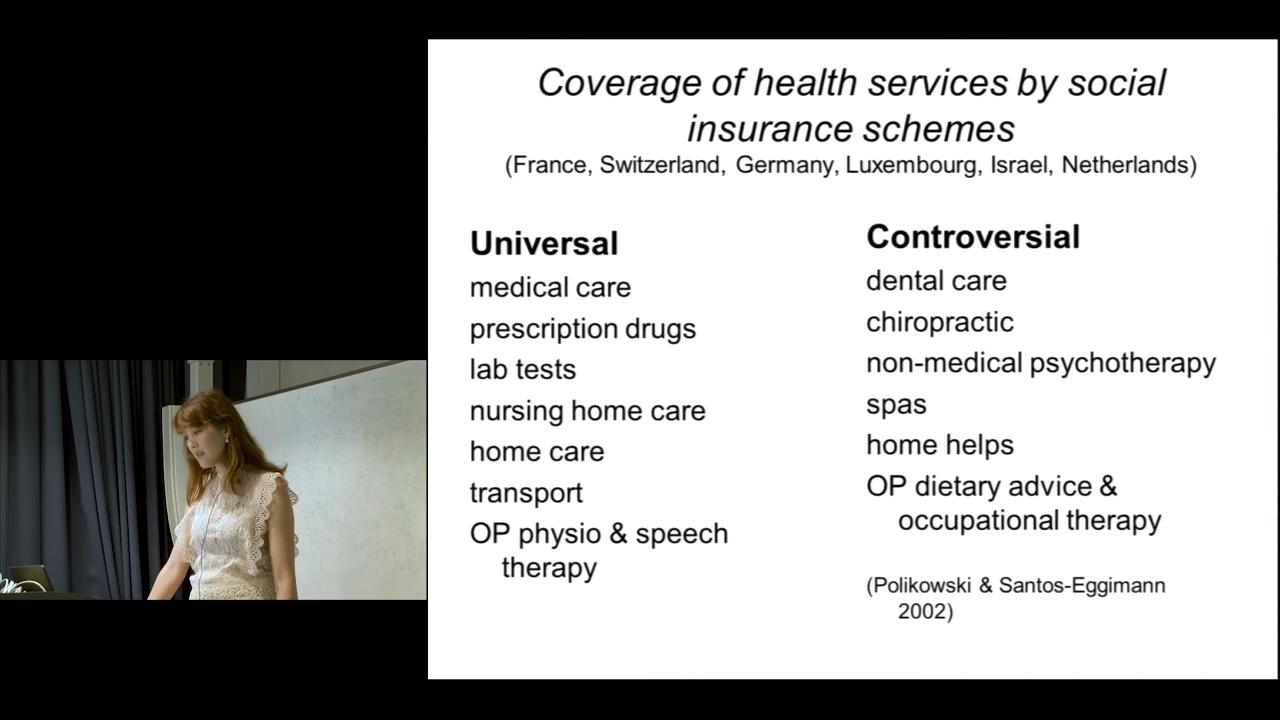 Coverage of health services by social
insurance schemes
(France, Switzerland, Germany, Luxembourg, Israel, Netherlands)
Universal
medical care
prescription drugs
lab tests
nursing home care
home care
transport
OP physio & speech
therapy
Controversial
dental care
chiropractic
non-medical psychotherapy
spas
home helps
OP dietary advice &
occupational therapy
(Polikowski & Santos-Eggimann
2002)